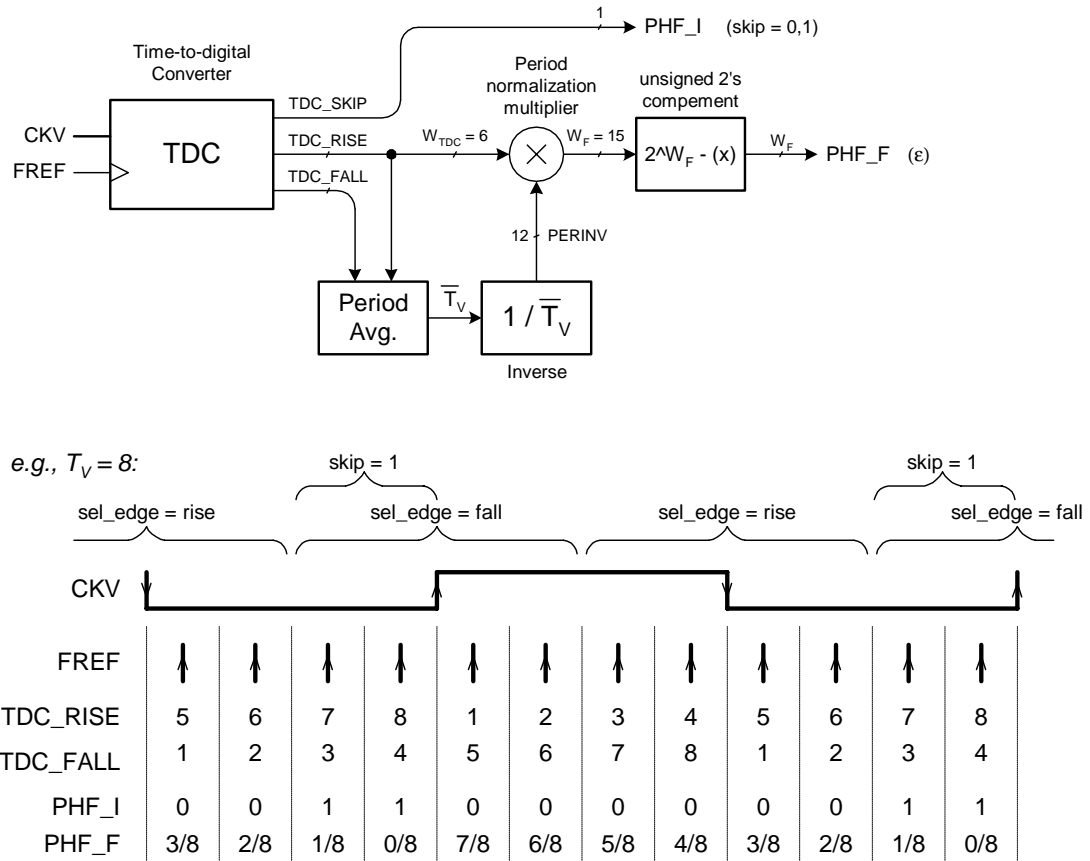 1
PHF_I (skip = 0,1)
Time-to-digital
Converter
Period
normalization
multiplier
unsigned 2's
compement
TDC_SKIP
CKV
TDC
TDC_RISE
W_TDC = 6
W_F = 15
2^W_F - (x)
W_F
PHF_F (ε)
FREF
TDC_FALL
12 PERINV
Period
Avg.
T̅_V
1 / T̅_V
Inverse
e.g., T_V = 8:
skip = 1 skip = 1
sel_edge = rise sel_edge = fall sel_edge = rise sel_edge = fall
CKV
FREF
TDC_RISE 5 6 7 8 1 2 3 4 5 6 7 8
TDC_FALL 1 2 3 4 5 6 7 8 1 2 3 4
PHF_I 0 0 1 1 0 0 0 0 0 0 1 1
PHF_F 3/8 2/8 1/8 0/8 7/8 6/8 5/8 4/8 3/8 2/8 1/8 0/8